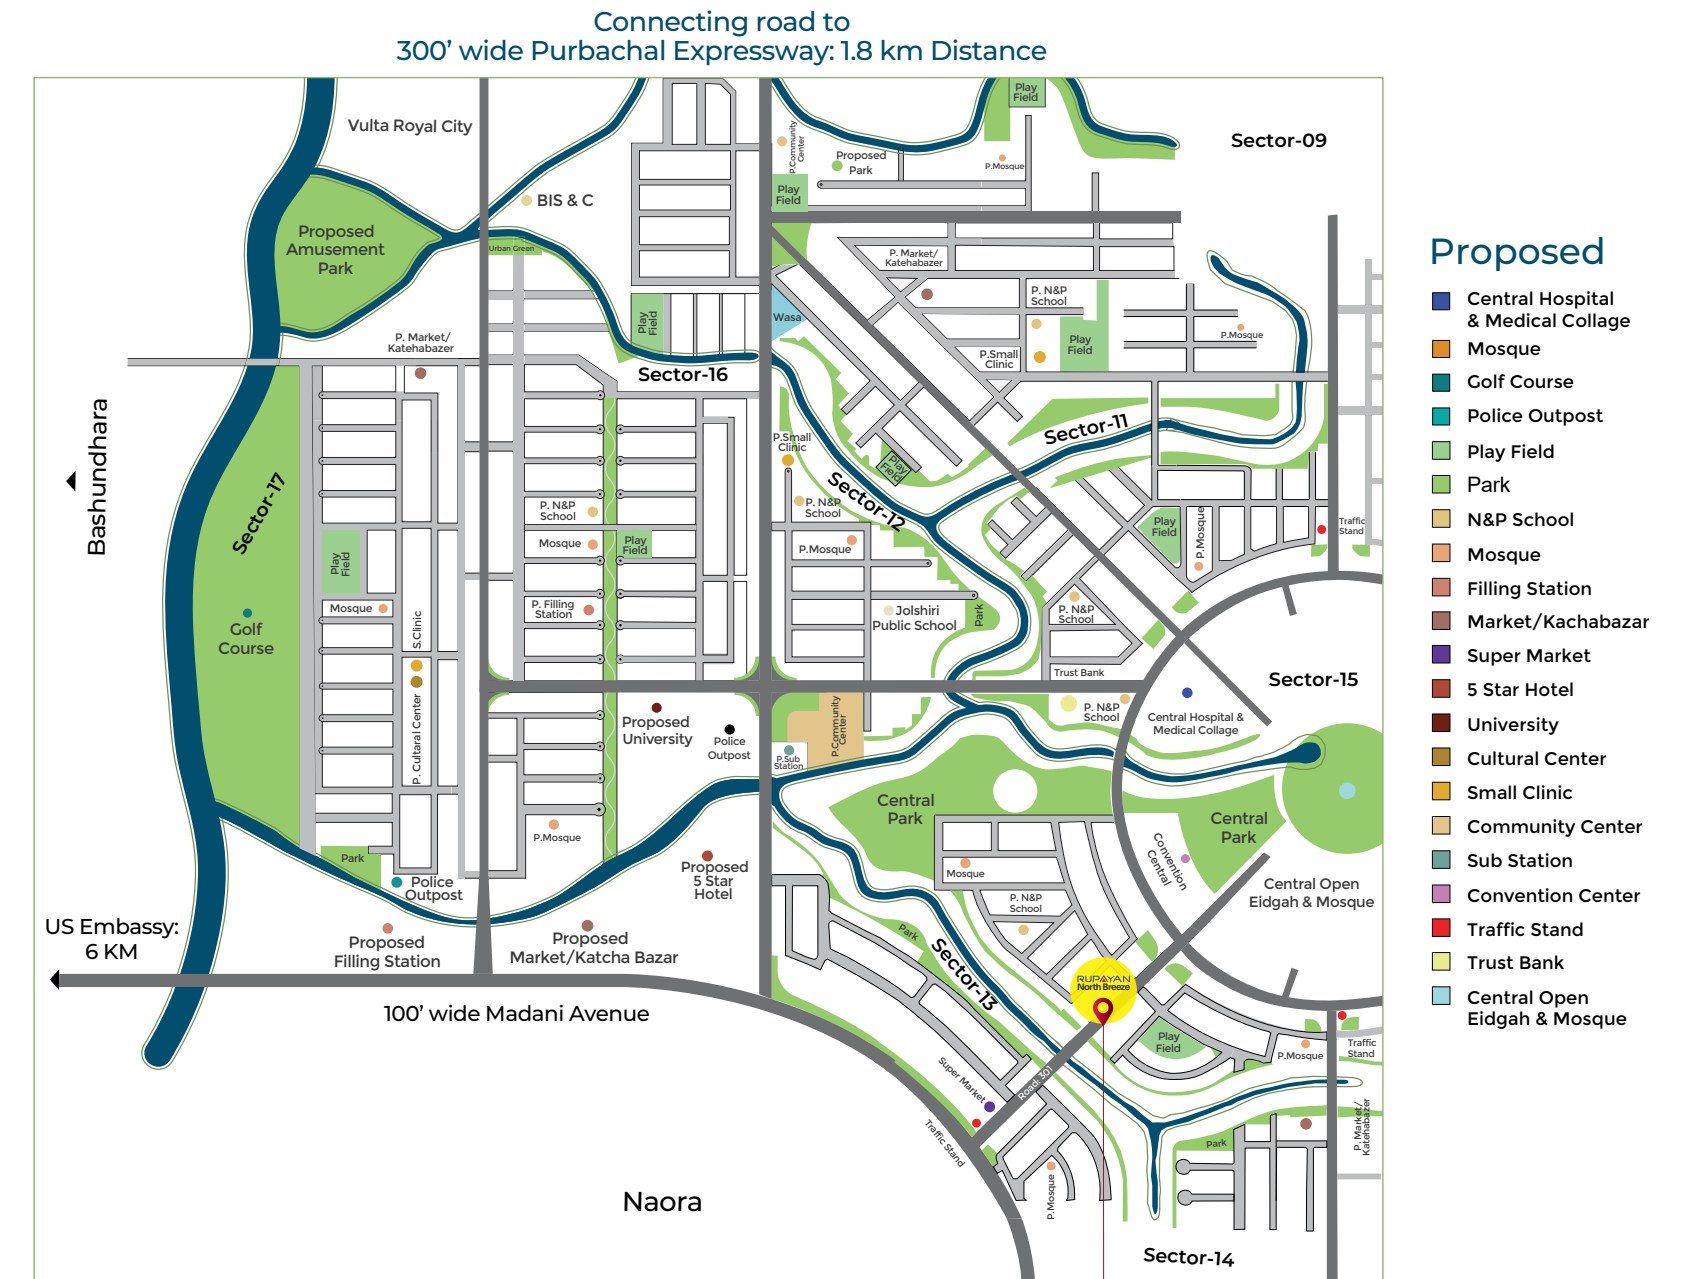 Connecting road to
300' wide Purbachal Expressway: 1.8 km Distance
Vulta Royal City
BIS & C
Proposed
Amusement
Park
Urban Green
P. Market/
Katehabazer
Play
Field
P.Community
Center
Proposed
Park
Play
Field
P.Mosque
Play
Field
Sector-09
P. Market/
Katehabazer
P. N&P
School
P.Small
Clinic
Play
Field
P.Mosque
Wasa
Sector-16
Sector-11
Bashundhara
Sector-17
Golf
Course
Play
Field
Mosque
S.Clinic
P. Cultaral Center
P. N&P
School
Mosque
Play
Field
P. Filling
Station
P.Small
Clinic
P. N&P
School
P.Mosque
Play
Field
Sector-12
Jolshiri
Public School
Park
Play
Field
P.Mosque
Traffic
Stand
P. N&P
School
Trust Bank
P. N&P
School
Sector-15
Central Hospital &
Medical Collage
Proposed
University
Police
Outpost
P.Sub
Station
P.Community
Center
Central
Park
Central
Park
Convention
Central
Central Open
Eidgah & Mosque
Park
Police
Outpost
P.Mosque
Proposed
5 Star
Hotel
Mosque
P. N&P
School
US Embassy:
6 KM
Proposed
Filling Station
Proposed
Market/Katcha Bazar
100' wide Madani Avenue
Park
Sector-13
RUPAYAN
North Breeze
Play
Field
P.Mosque
Traffic
Stand
Super Market
Road: 301
Traffic Stand
P.Mosque
Park
P. Market/
Katehabazer
Naora
Sector-14
Proposed
Central Hospital
& Medical Collage
Mosque
Golf Course
Police Outpost
Play Field
Park
N&P School
Mosque
Filling Station
Market/Kachabazar
Super Market
5 Star Hotel
University
Cultural Center
Small Clinic
Community Center
Sub Station
Convention Center
Traffic Stand
Trust Bank
Central Open
Eidgah & Mosque